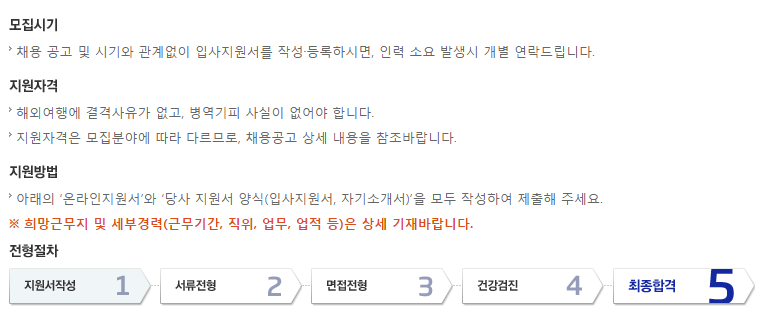 모집시기
채용 공고 및 시기와 관계없이 입사지원서를 작성·등록하시면, 인력 소요 발생시 개별 연락드립니다.
지원자격
해외여행에 결격사유가 없고, 병역기피 사실이 없어야 합니다.
지원자격은 모집분야에 따라 다르므로, 채용공고 상세 내용을 참조바랍니다.
지원방법
아래의 ‘온라인지원서’와 ‘당사 지원서 양식(입사지원서, 자기소개서)’을 모두 작성하여 제출해 주세요.
※ 희망근무지 및 세부경력(근무기간, 직위, 업무, 업적 등)은 상세 기재바랍니다.
전형절차
지원서작성 1 서류전형 2 면접전형 3 건강검진 4 최종합격 5